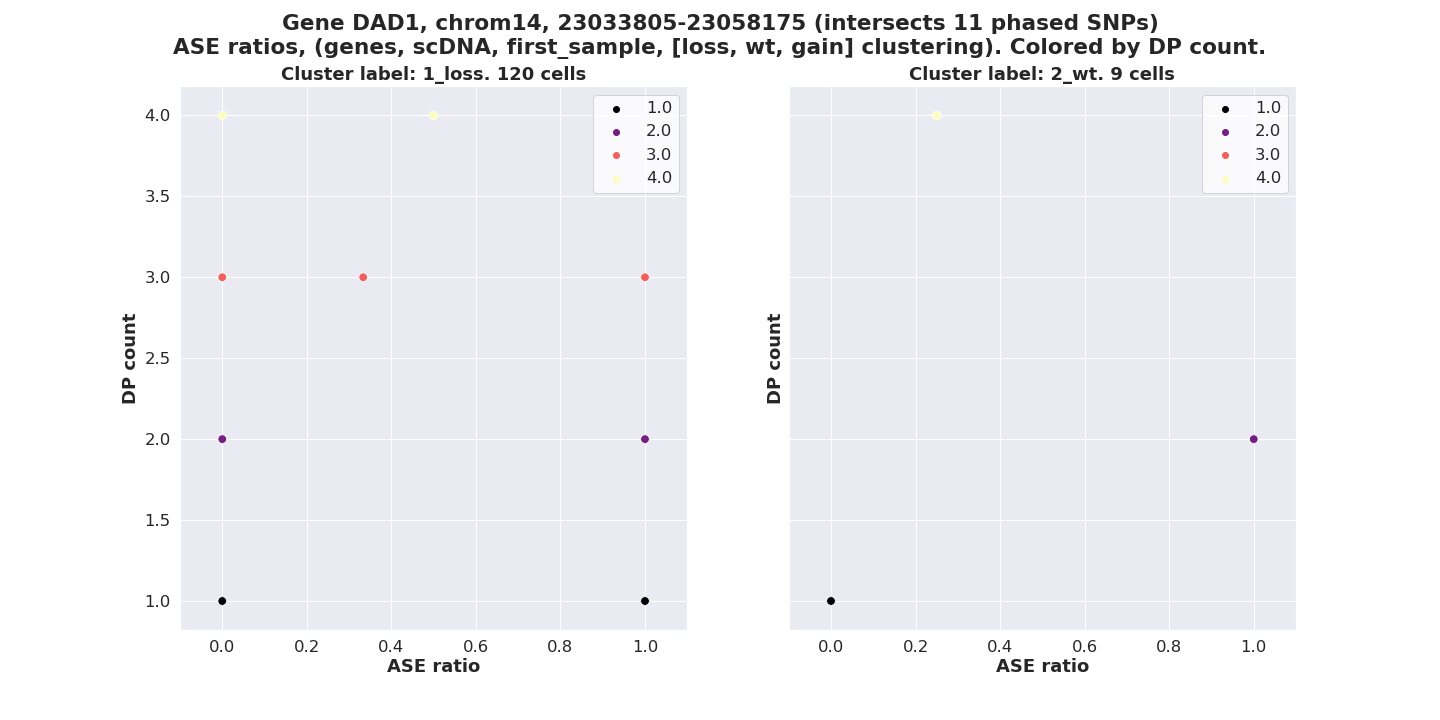 Gene DAD1, chrom14, 23033805-23058175 (intersects 11 phased SNPs)
ASE ratios, (genes, scDNA, first_sample, [loss, wt, gain] clustering). Colored by DP count.
Cluster label: 1_loss. 120 cells
4.0
3.5
3.0
2.5
2.0
1.5
1.0
DP count
0.0 0.2 0.4 0.6 0.8 1.0
ASE ratio
1.0
2.0
3.0
4.0
Cluster label: 2_wt. 9 cells
DP count
0.0 0.2 0.4 0.6 0.8 1.0
ASE ratio
1.0
2.0
3.0
4.0